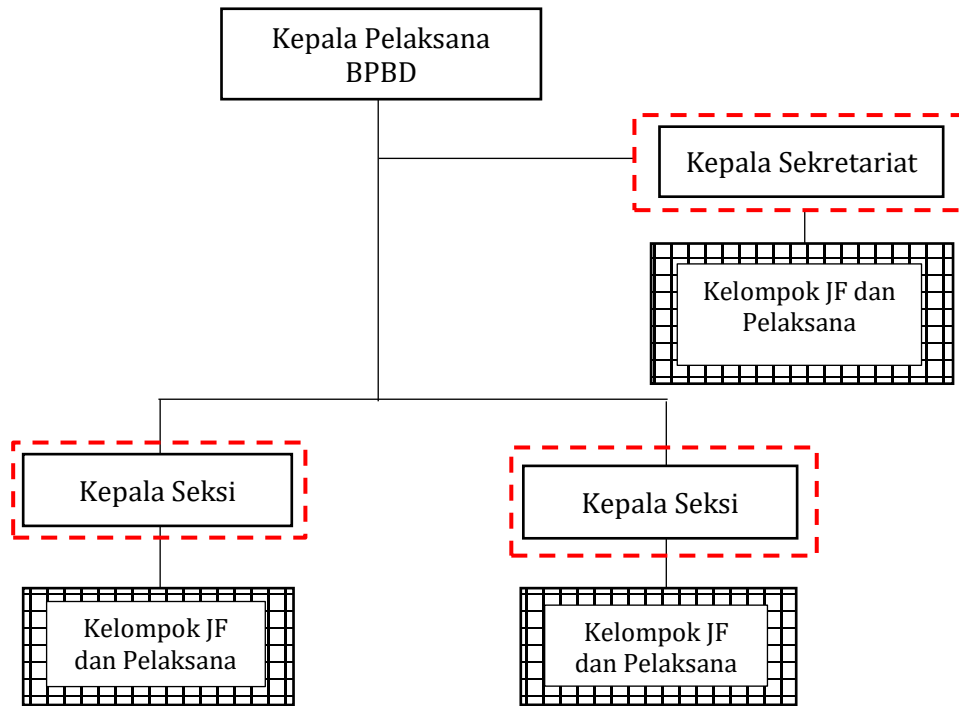 Kepala Pelaksana
BPBD
Kepala Sekretariat
Kelompok JF dan
Pelaksana
Kepala Seksi
Kepala Seksi
Kelompok JF
dan Pelaksana
Kelompok JF
dan Pelaksana